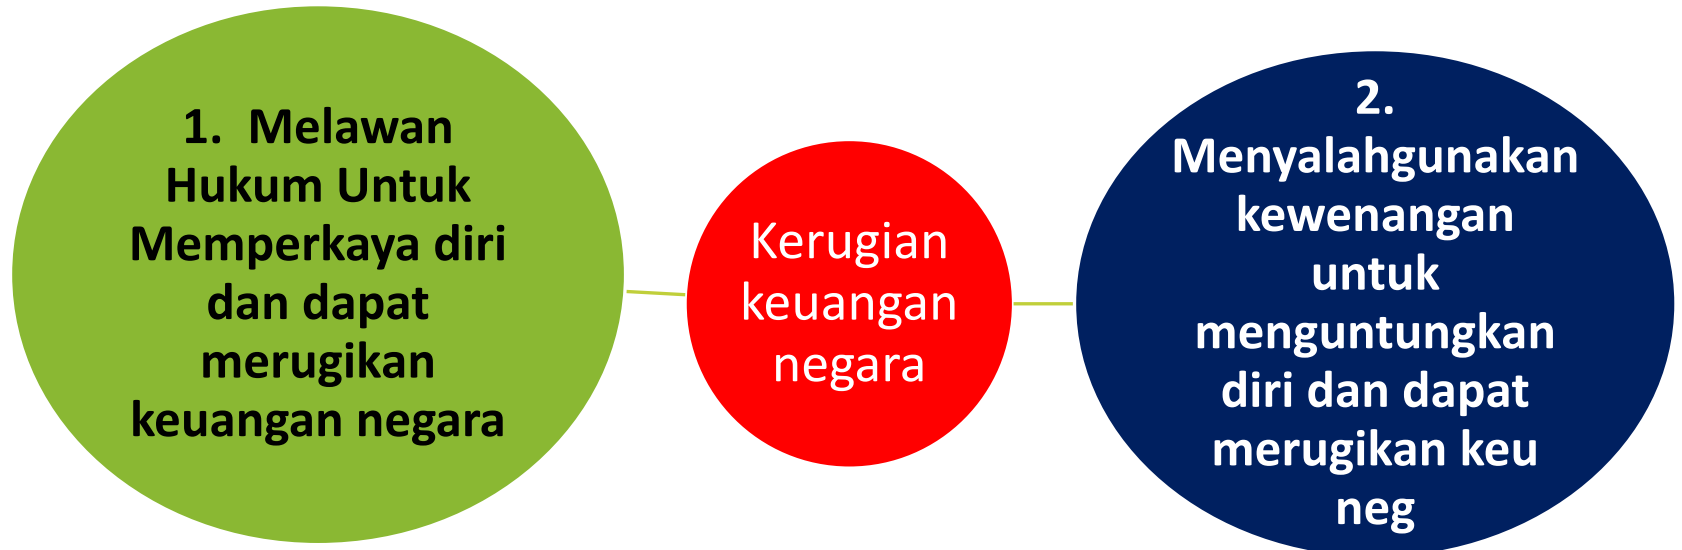 1. Melawan
Hukum Untuk
Memperkaya diri
dan dapat
merugikan
keuangan negara
Kerugian
keuangan
negara
2.
Menyalahgunakan
kewenangan
untuk
menguntungkan
diri dan dapat
merugikan keu
neg